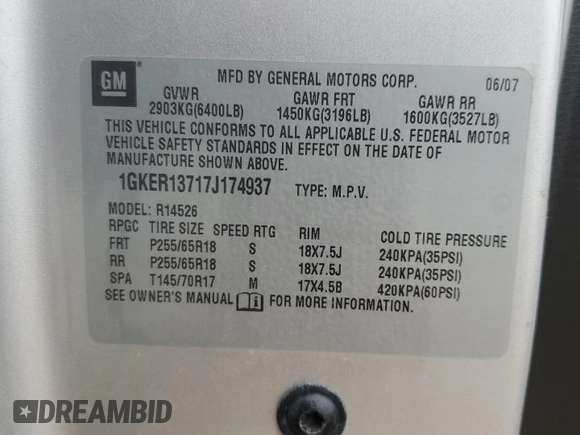 GM ®
MFD BY GENERAL MOTORS CORP. 06/07
GVWR GAWR FRT GAWR RR
2903KG(6400LB) 1450KG(3196LB) 1600KG(3527LB)
THIS VEHICLE CONFORMS TO ALL APPLICABLE U.S. FEDERAL MOTOR
VEHICLE SAFETY STANDARDS IN EFFECT ON THE DATE OF
MANUFACTURE SHOWN ABOVE.
1GKER13717J174937 TYPE: M.P.V.
MODEL: R14526
RPGC TIRE SIZE SPEED RTG RIM COLD TIRE PRESSURE
FRT P255/65R18 S 18X7.5J 240KPA(35PSI)
RR P255/65R18 S 18X7.5J 240KPA(35PSI)
SPA T145/70R17 M 17X4.5B 420KPA(60PSI)
SEE OWNER'S MANUAL FOR MORE INFORMATION.
DREAMBID